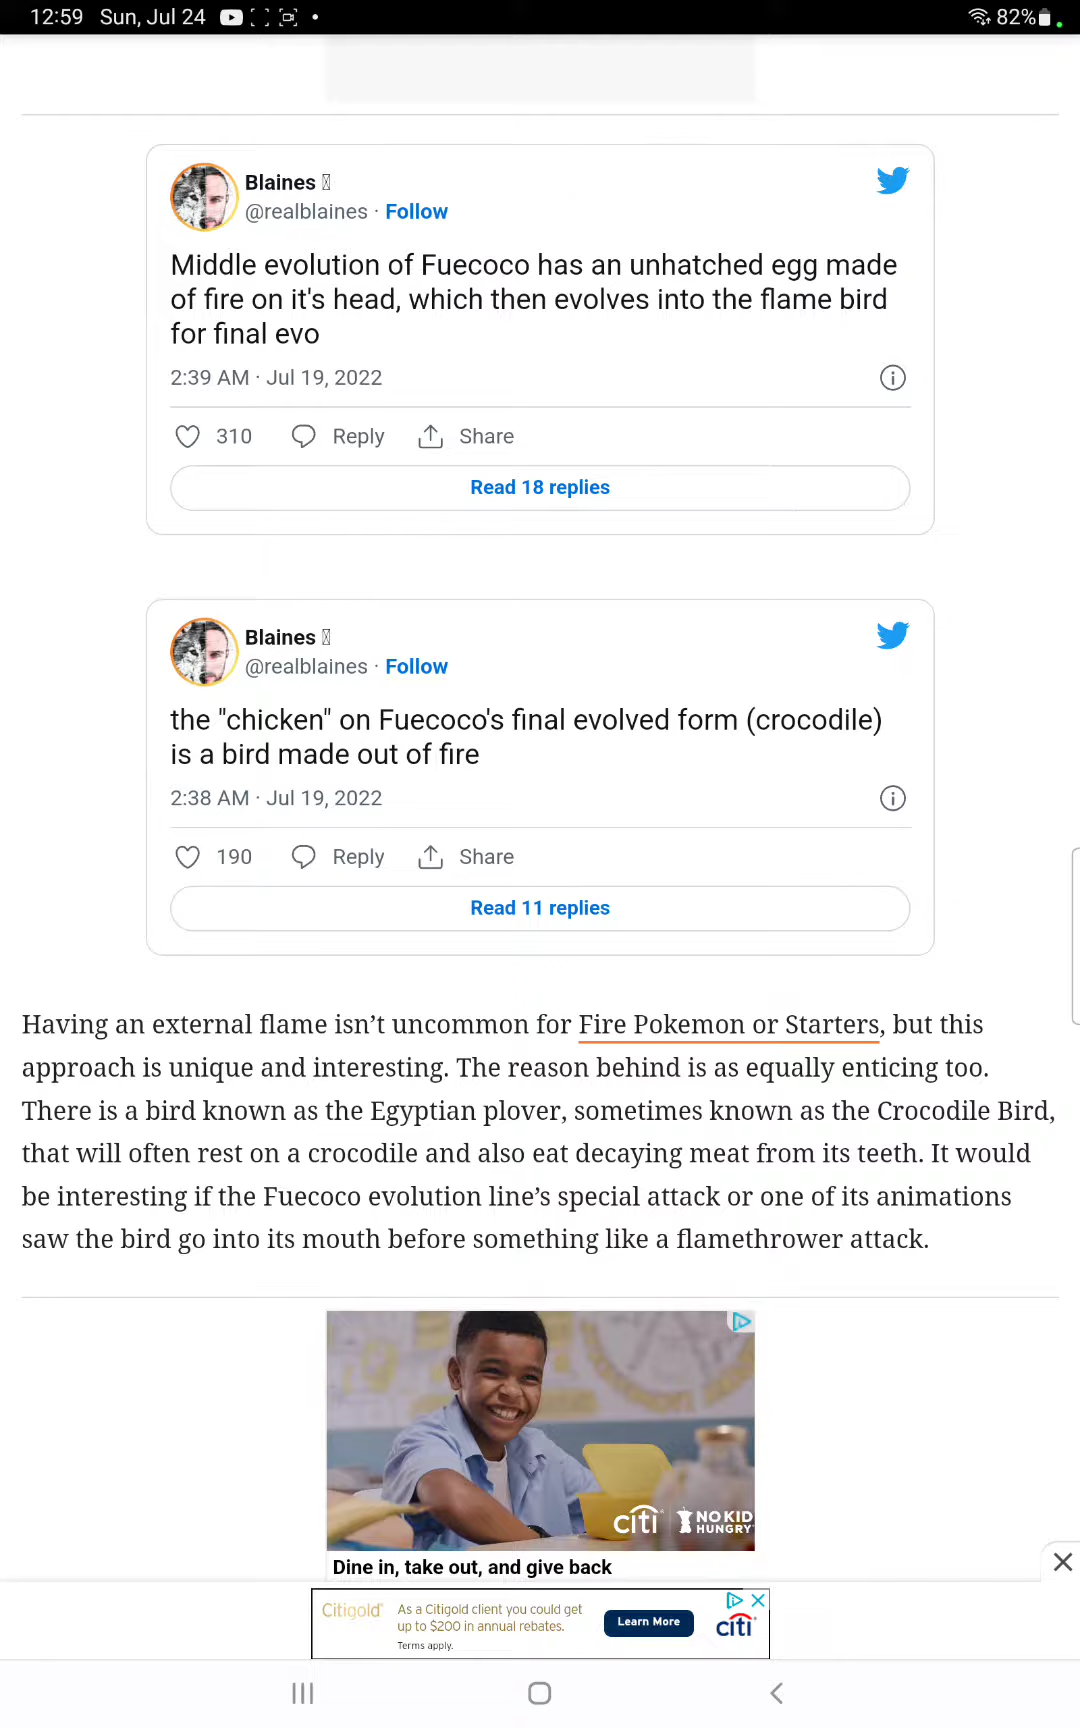 12:59 Sun, Jul 24
82%
Blaines
@realblaines · Follow
Middle evolution of Fuecoco has an unhatched egg made
of fire on it's head, which then evolves into the flame bird
for final evo
2:39 AM · Jul 19, 2022
310 Reply Share
Read 18 replies
Blaines
@realblaines · Follow
the "chicken" on Fuecoco's final evolved form (crocodile)
is a bird made out of fire
2:38 AM · Jul 19, 2022
190 Reply Share
Read 11 replies
Having an external flame isn’t uncommon for Fire Pokemon or Starters, but this
approach is unique and interesting. The reason behind is as equally enticing too.
There is a bird known as the Egyptian plover, sometimes known as the Crocodile Bird,
that will often rest on a crocodile and also eat decaying meat from its teeth. It would
be interesting if the Fuecoco evolution line’s special attack or one of its animations
saw the bird go into its mouth before something like a flamethrower attack.
citi NO KID
HUNGRY
Dine in, take out, and give back
Citigold
As a Citigold client you could get
up to $200 in annual rebates.
Terms apply.
Learn More
citi